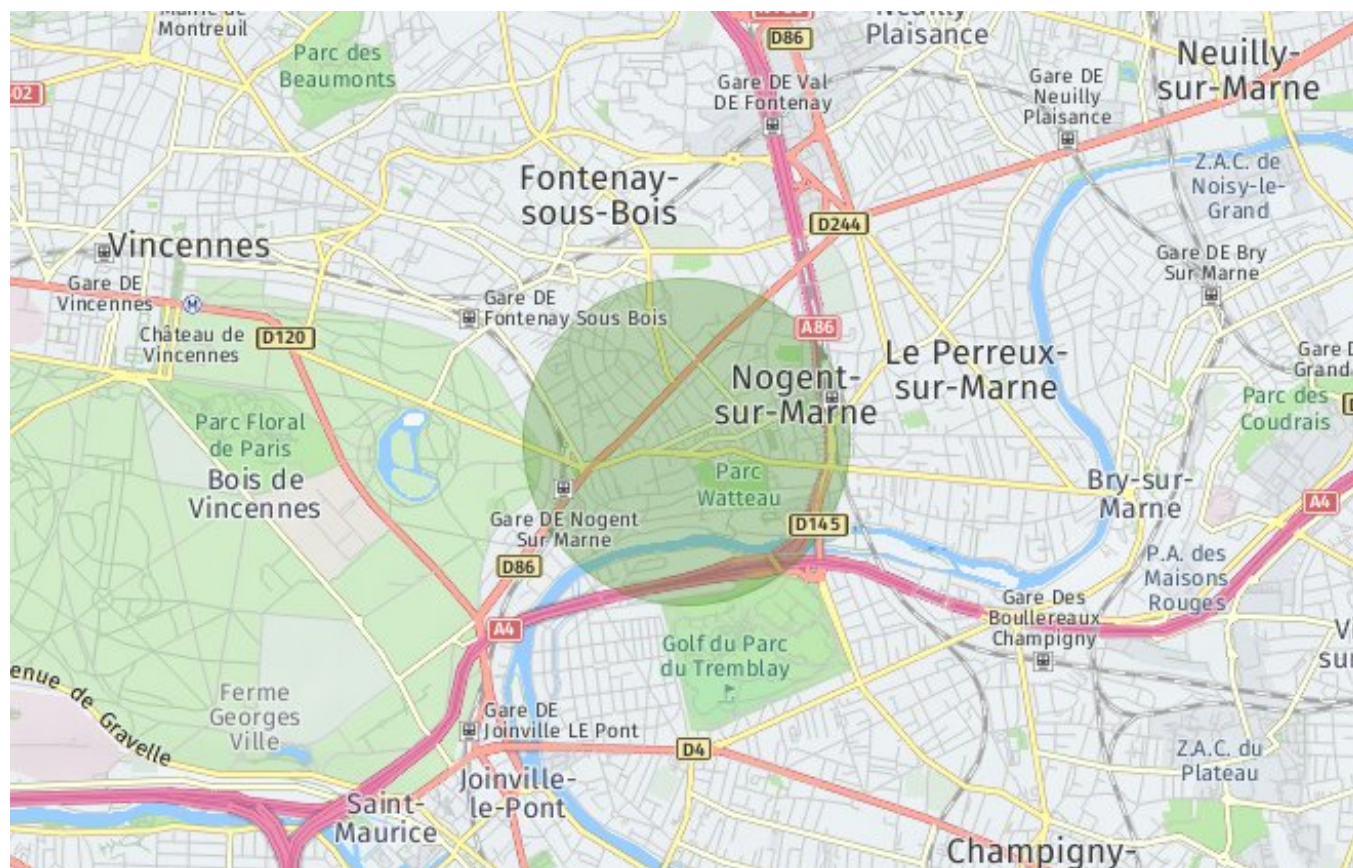 Montreuil
Parc des
Beaumonts
02
D86
Neuilly-
Plaisance
Neuilly-
sur-Marne
Gare DE Val
DE Fontenay
Gare DE
Neuilly
Plaisance
Z.A.C. de
Noisy-le-
Grand
Fontenay-
sous-Bois
D244
Vincennes
Gare DE
Vincennes
M
Château de
Vincennes
D120
Gare DE
Fontenay Sous Bois
Gare DE Bry
Sur Marne
A86
Nogent-
sur-Marne
Le Perreux-
sur-Marne
Parc des
Coudrais
Parc Floral
de Paris
Bois de
Vincennes
Parc
Watteau
Bry-sur-
Marne
A4
Gare DE Nogent
Sur Marne
D145
D86
P.A. des
Maisons
Rouges
A4
Gare Des
Boullereaux
Champigny
Golf du Parc
du Tremblay
enue de Gravelle
Ferme
Georges
Ville
Gare DE
Joinville LE Pont
D4
Z.A.C. du
Plateau
Joinville-
le-Pont
Saint-
Maurice
Champigny-